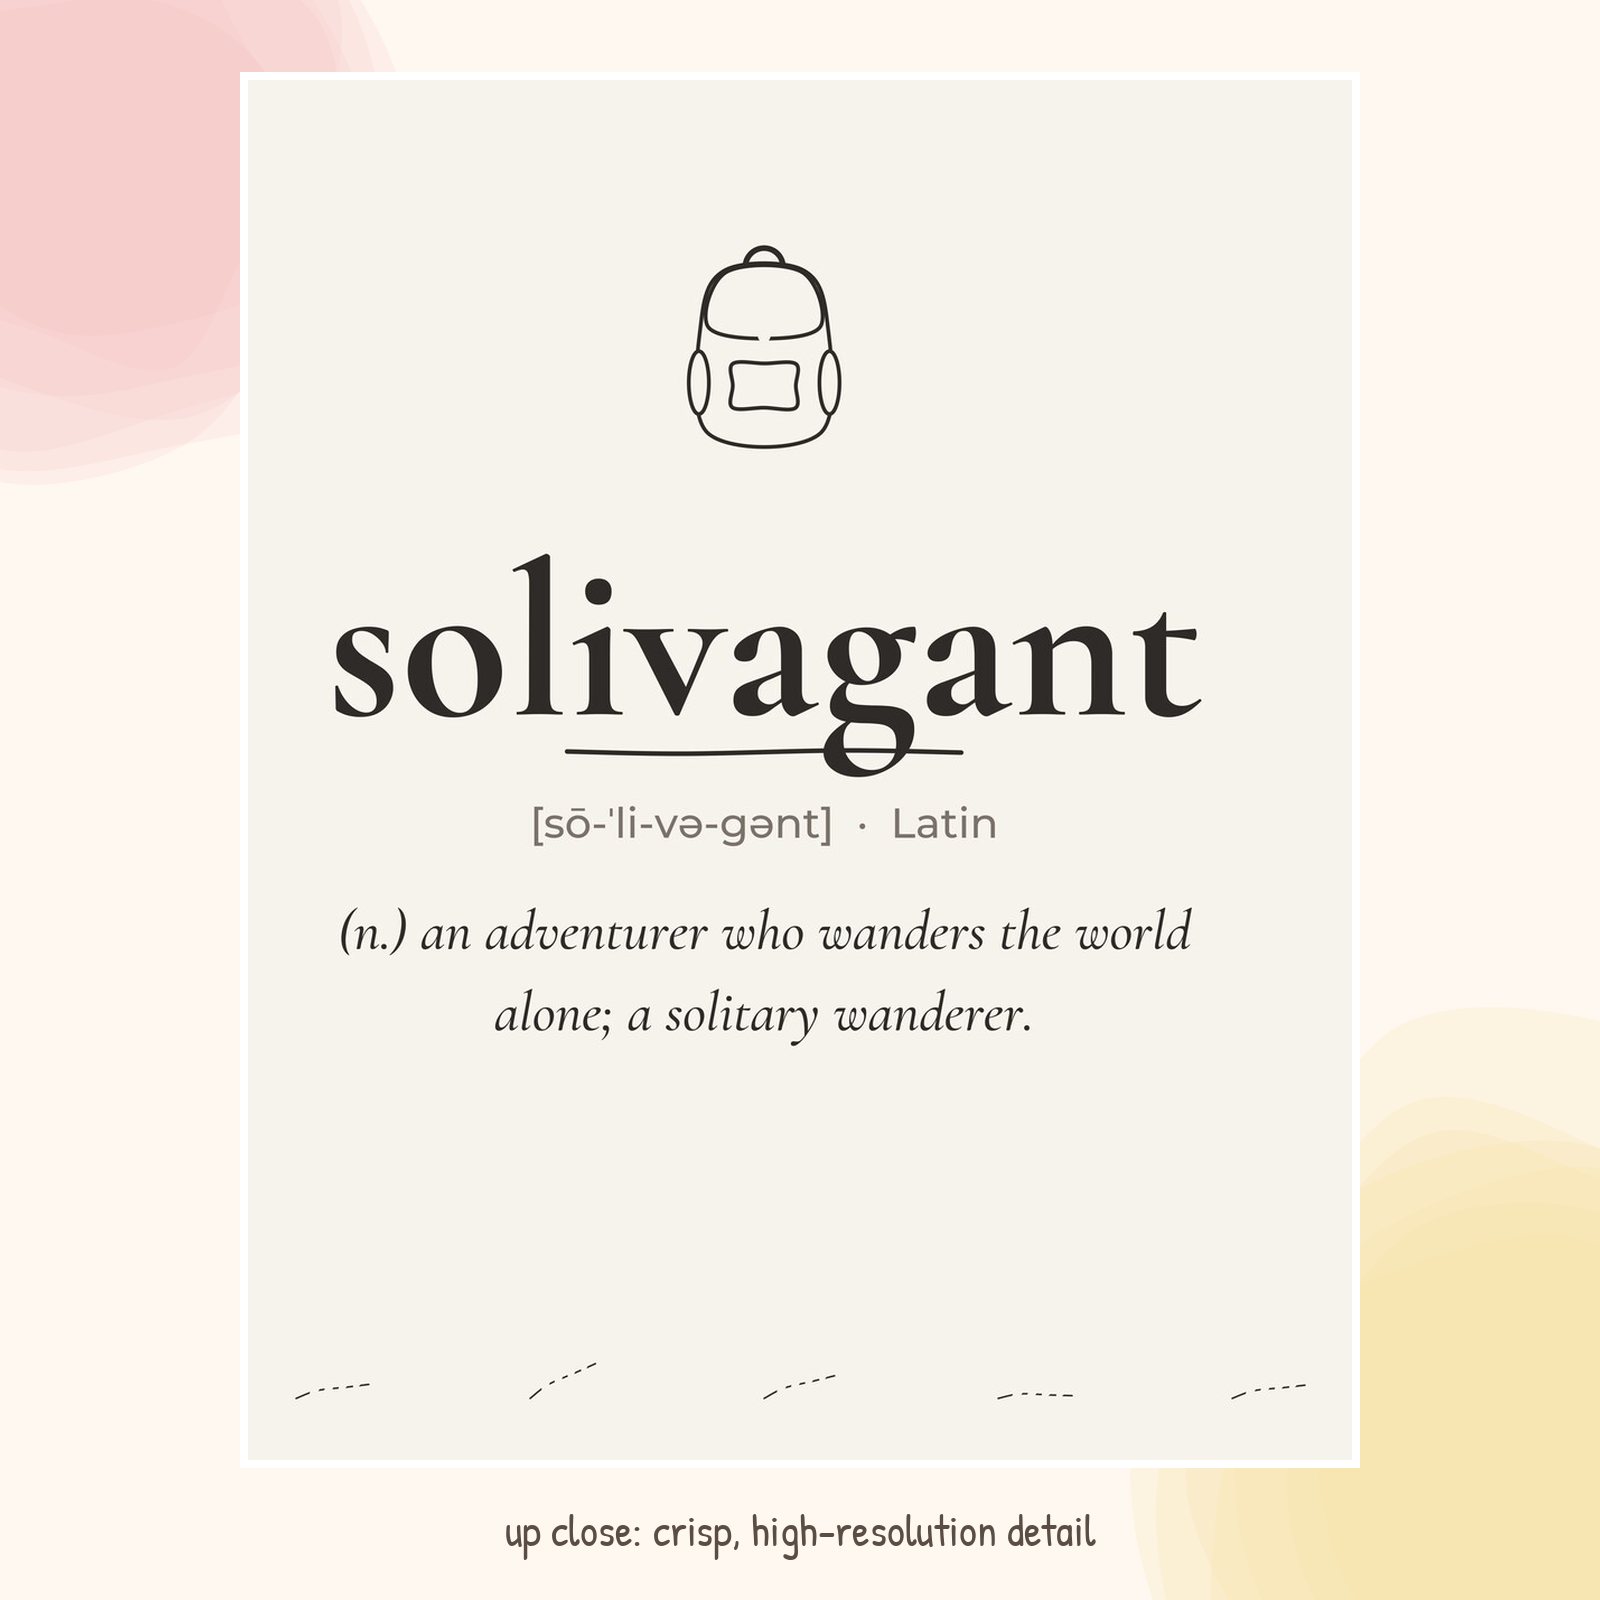 solivagant
[sō-ˈli-və-gənt] · Latin
(n.) an adventurer who wanders the world
alone; a solitary wanderer.
up close: crisp, high-resolution detail